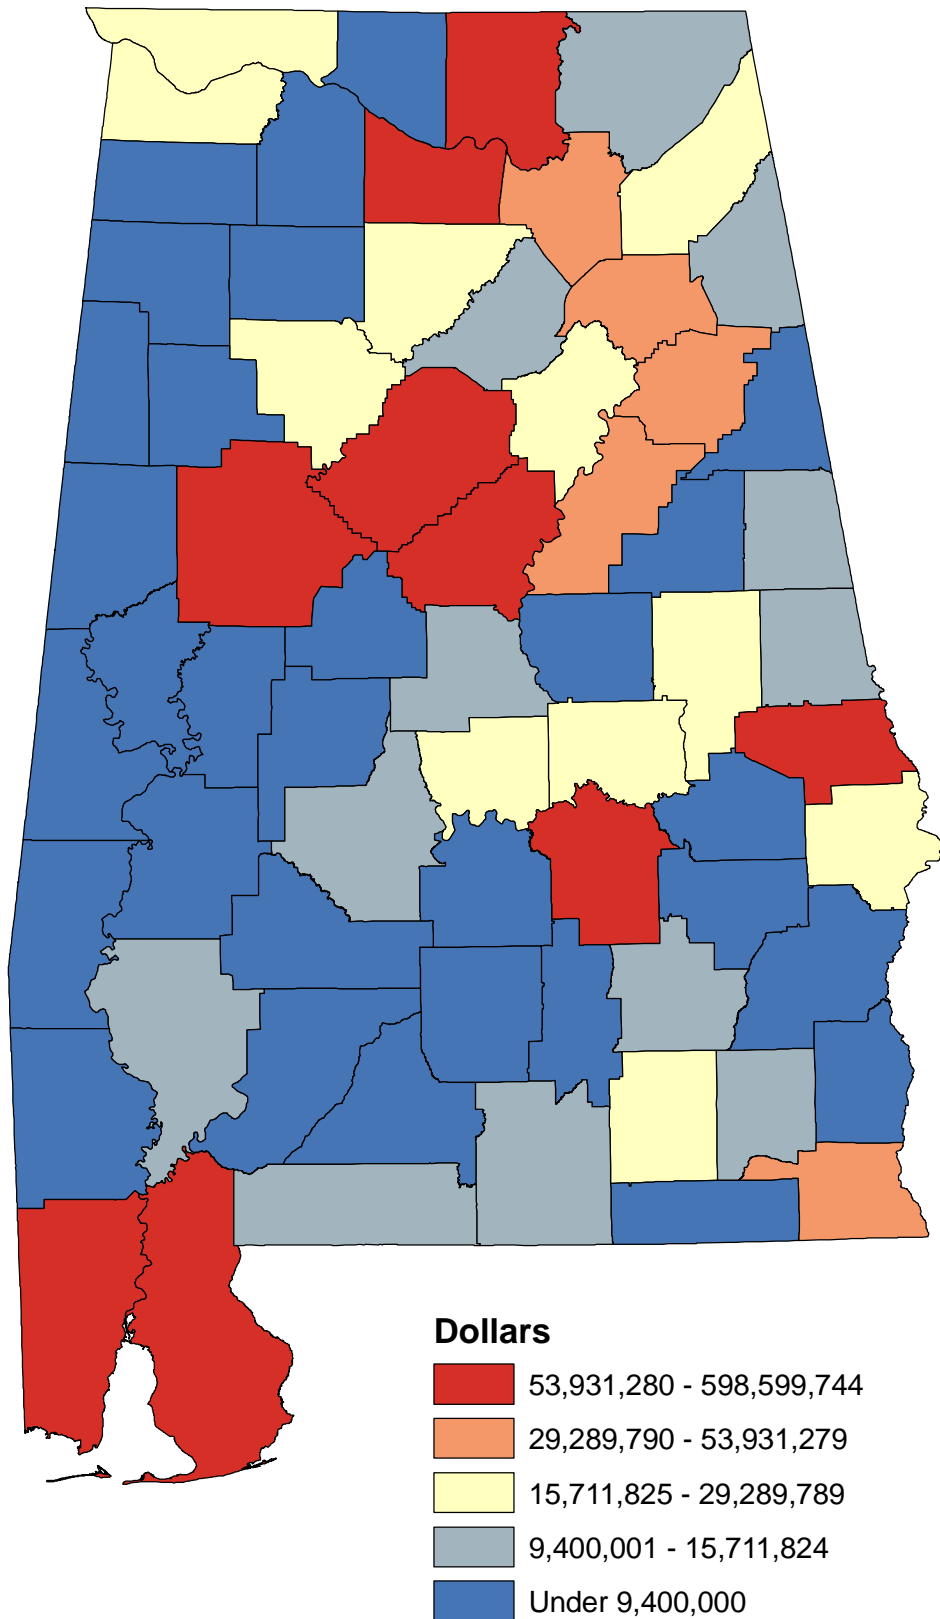 Dollars
53,931,280 - 598,599,744
29,289,790 - 53,931,279
15,711,825 - 29,289,789
9,400,001 - 15,711,824
Under 9,400,000